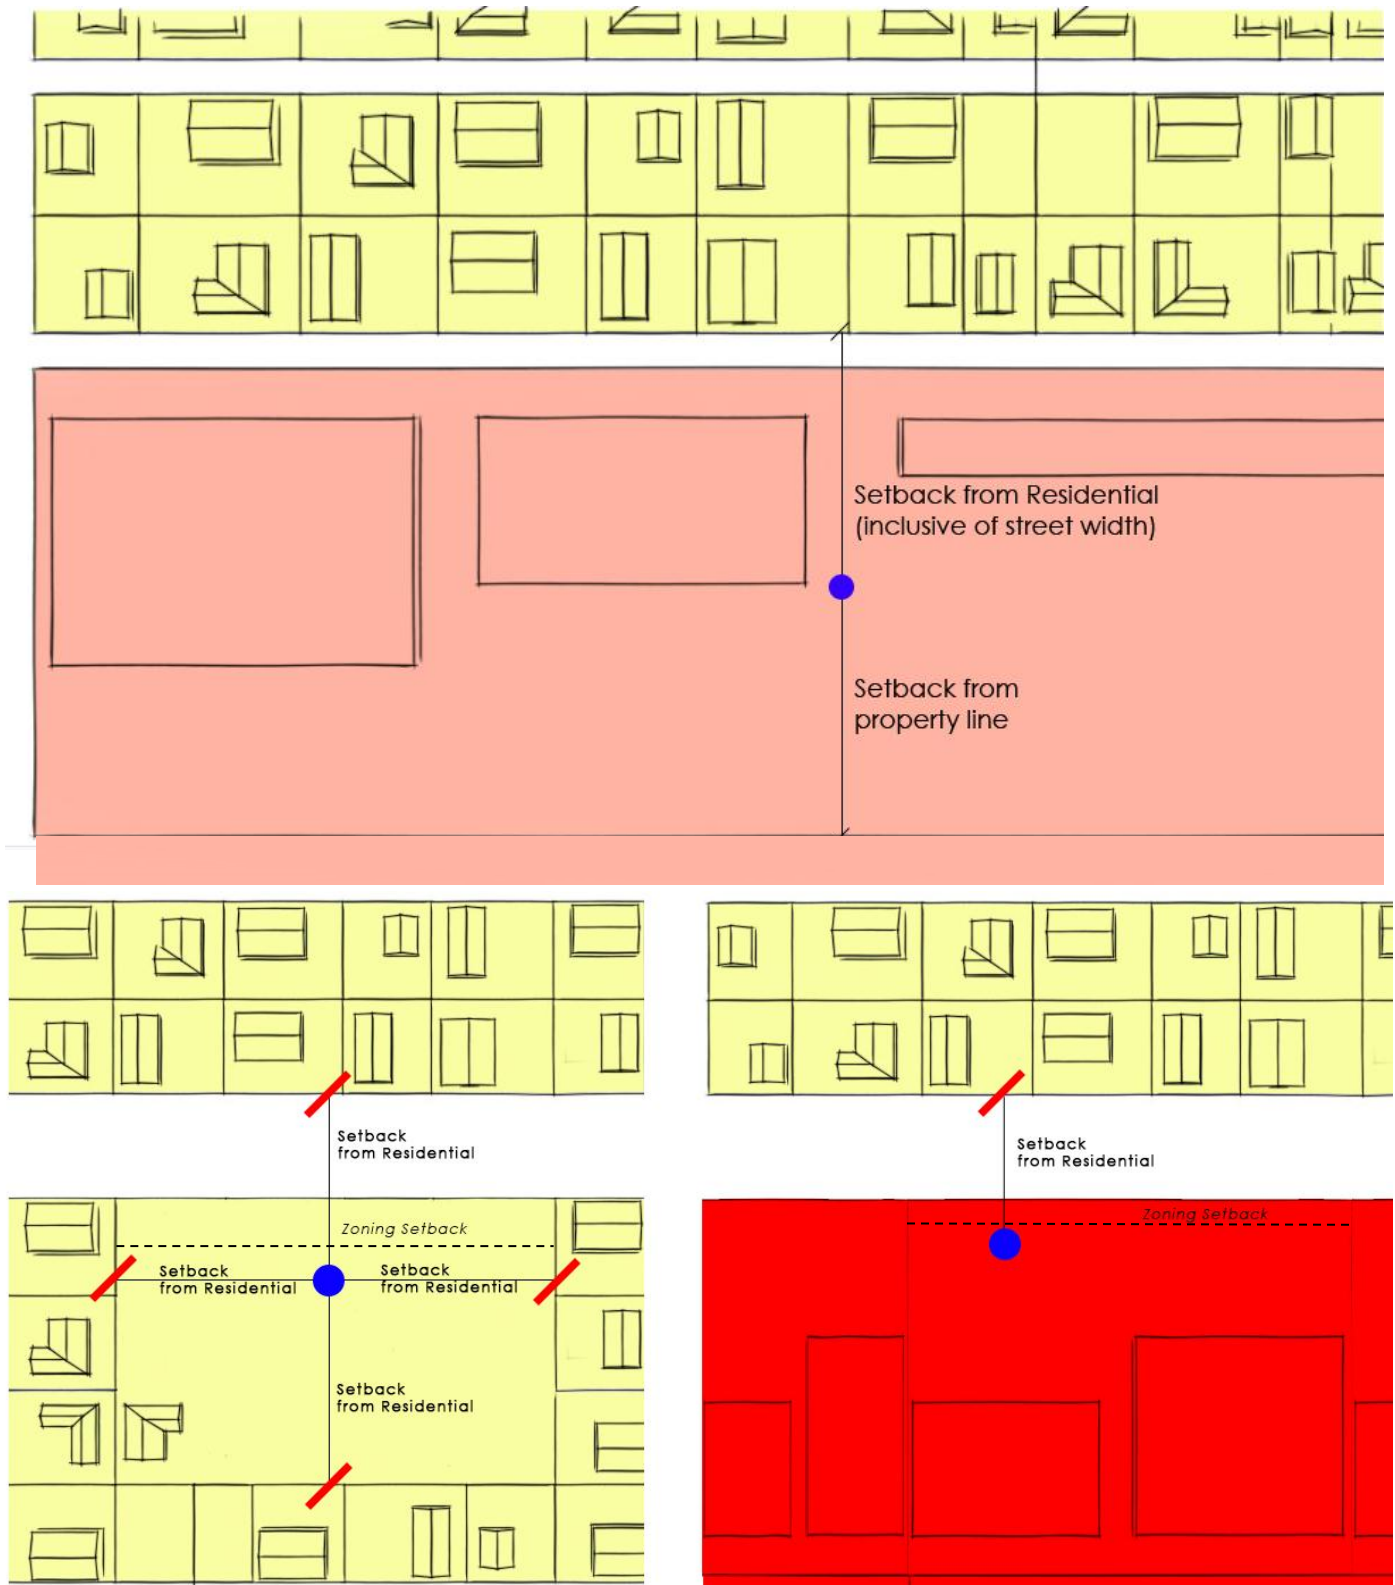 Setback from Residential
(inclusive of street width)
Setback from
property line
Setback
from Residential
Zoning Setback
Setback
from Residential
Setback
from Residential
Setback
from Residential
Setback
from Residential
Zoning Setback